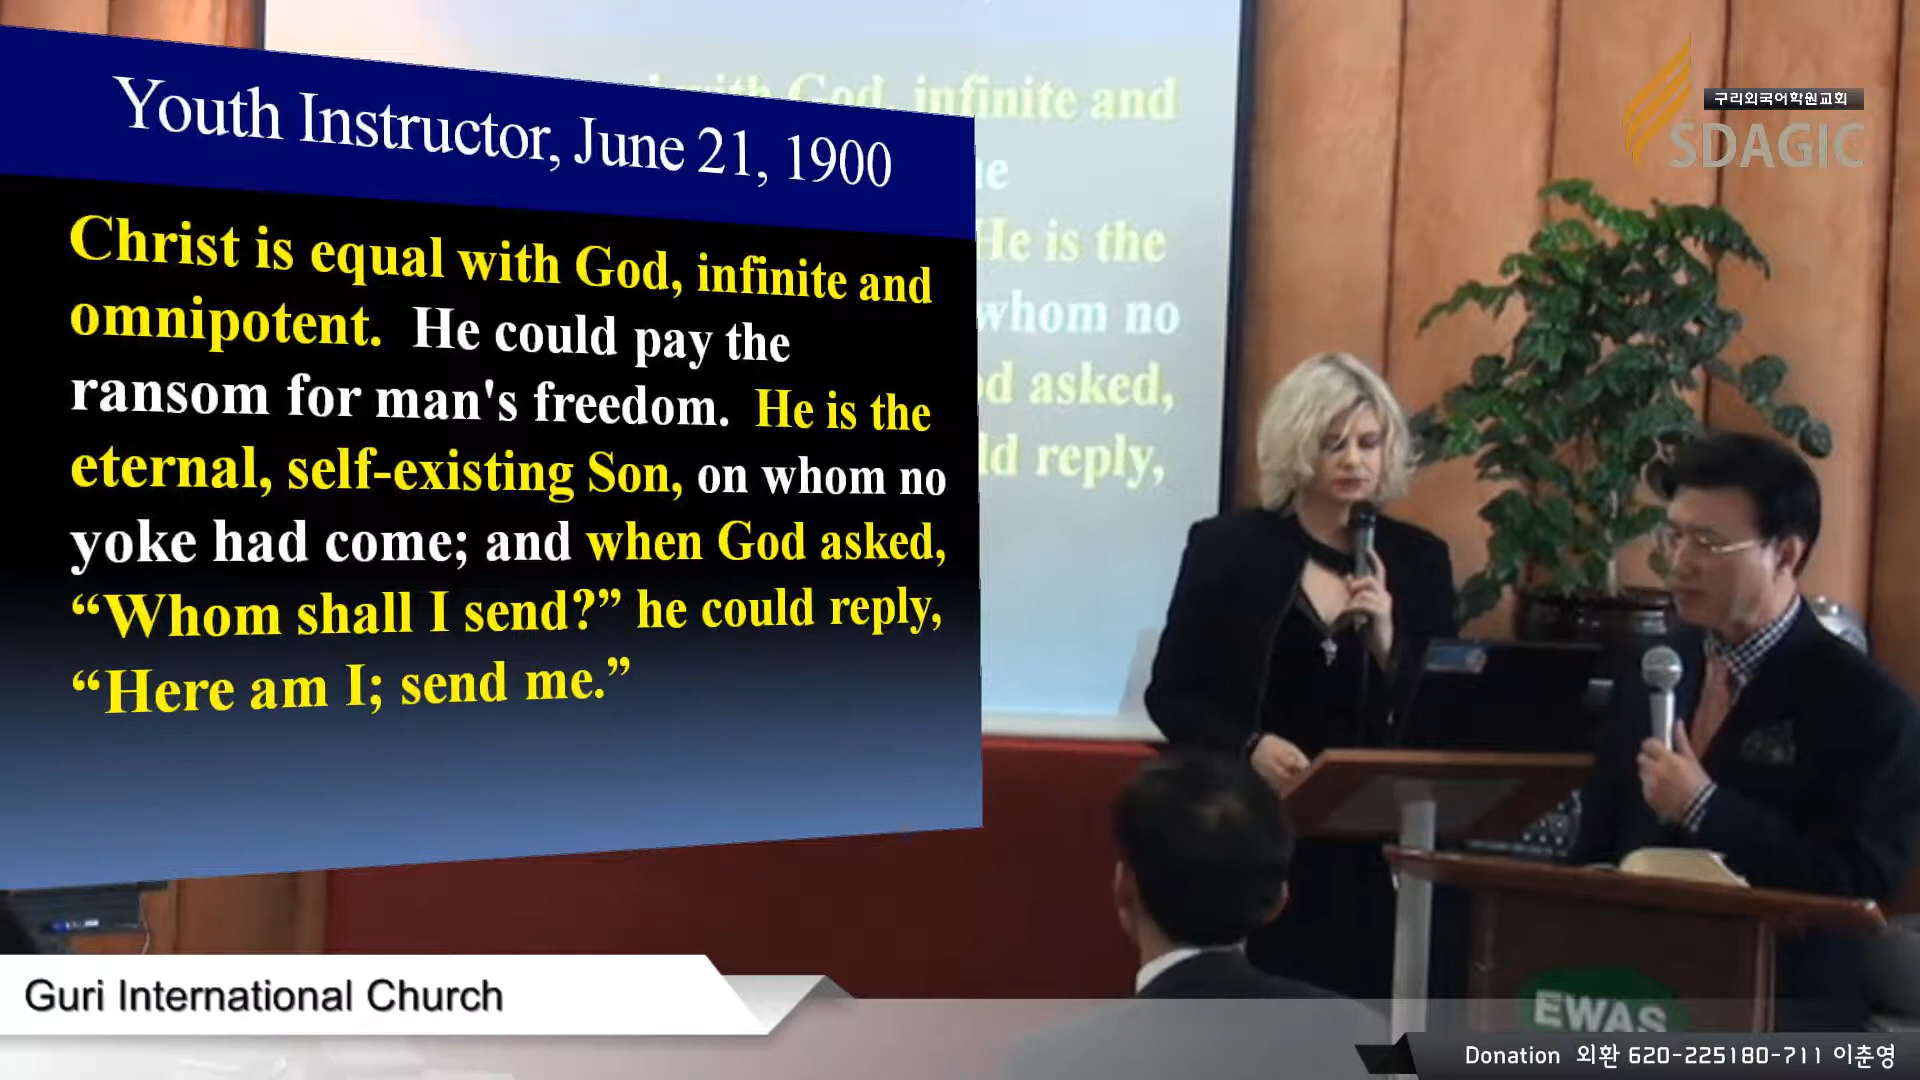 Youth Instructor, June 21, 1900
Christ is equal with God, infinite and
omnipotent. He could pay the
ransom for man's freedom. He is the
eternal, self-existing Son, on whom no
yoke had come; and when God asked,
“Whom shall I send?” he could reply,
“Here am I; send me.”
with God, infinite and
he
He is the
whom no
asked,
reply,
구리외국어학원교회
SDAGIC
EWAS
Guri International Church
Donation 외환 620-225180-711 이춘영